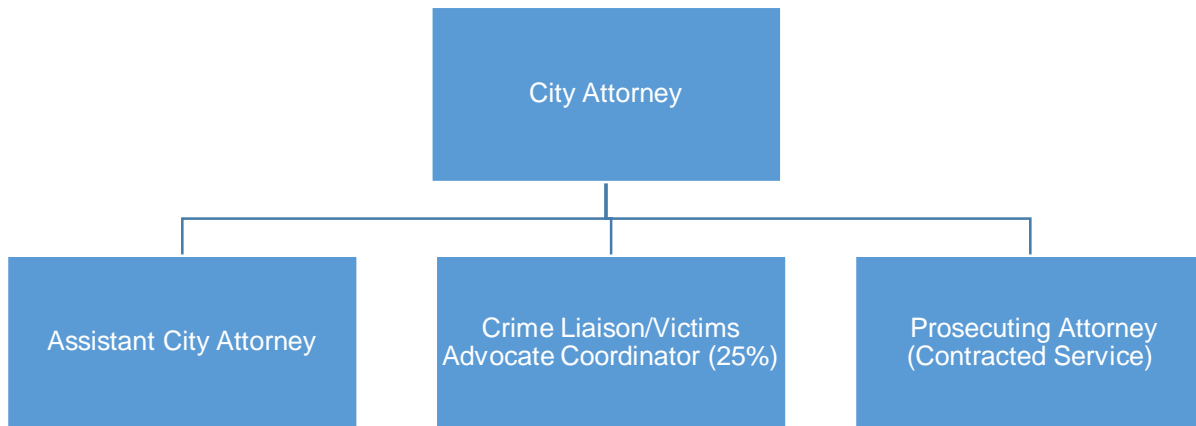 City Attorney
Assistant City Attorney
Crime Liaison/Victims
Advocate Coordinator (25%)
Prosecuting Attorney
(Contracted Service)